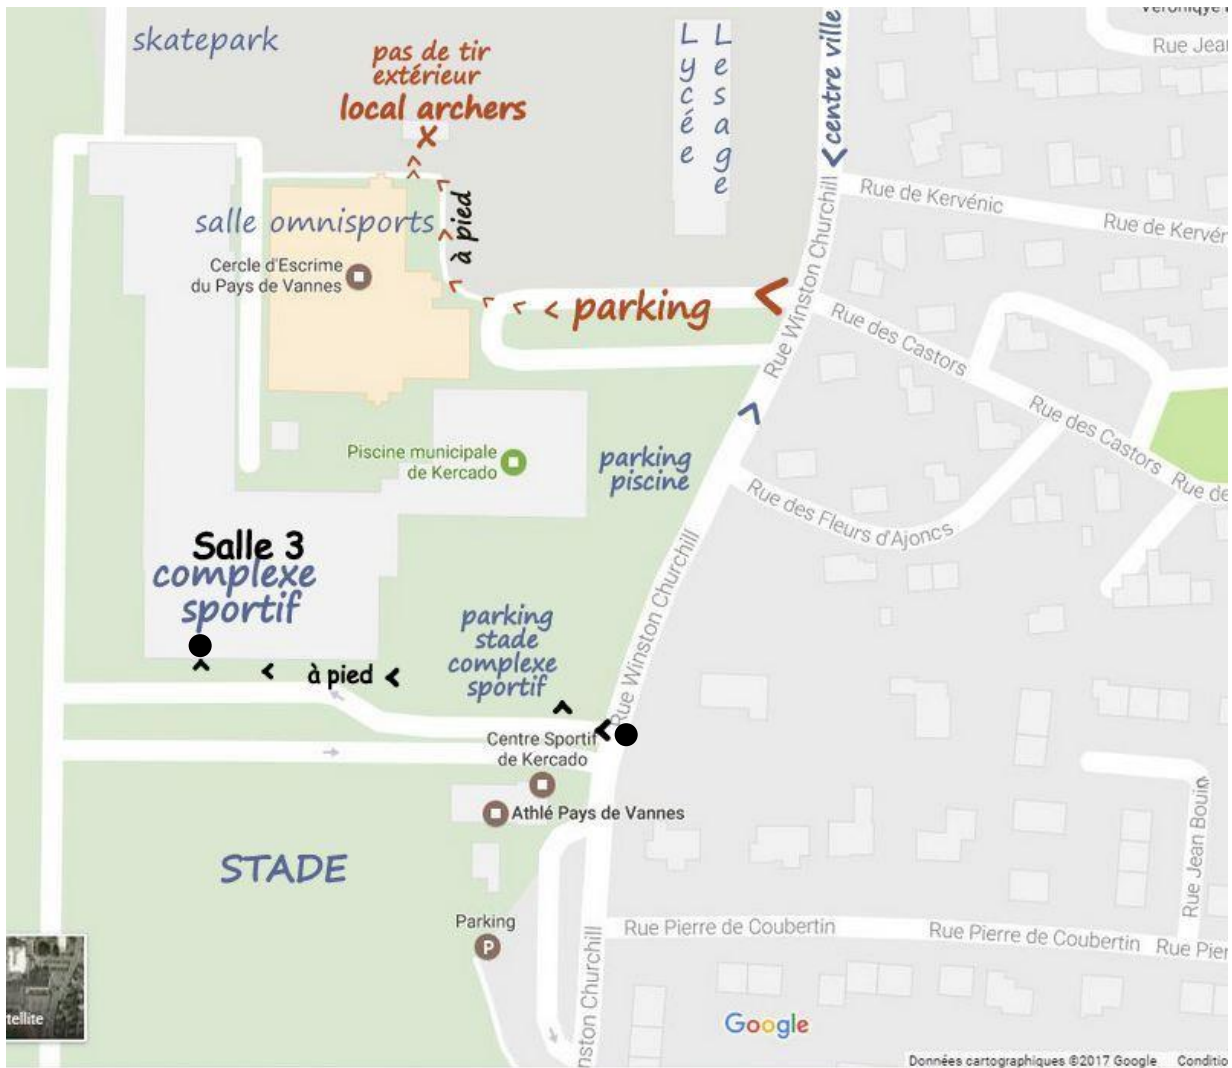 Véronique
Rue Jean
skatepark
pas de tir
extérieur
local archers
X
Lycée
Lesage
centre ville
Rue de Kervénic
Rue de Kervén
salle omnisports
à pied
Cercle d'Escrime
du Pays de Vannes
parking
Rue Winston Churchill
Rue des Castors
Rue des Castors
Rue de
Piscine municipale
de Kercado
parking
piscine
Rue des Fleurs d'Ajoncs
Salle 3
complexe
sportif
parking
stade
complexe
sportif
Rue Winston Churchill
à pied
Centre Sportif
de Kercado
Athlé Pays de Vannes
Rue Jean Bouin
STADE
Parking
P
Rue Pierre de Coubertin
Rue Pierre de Coubertin
Rue Pier
nston Churchill
tellite
Google
Données cartographiques ©2017 Google
Conditio